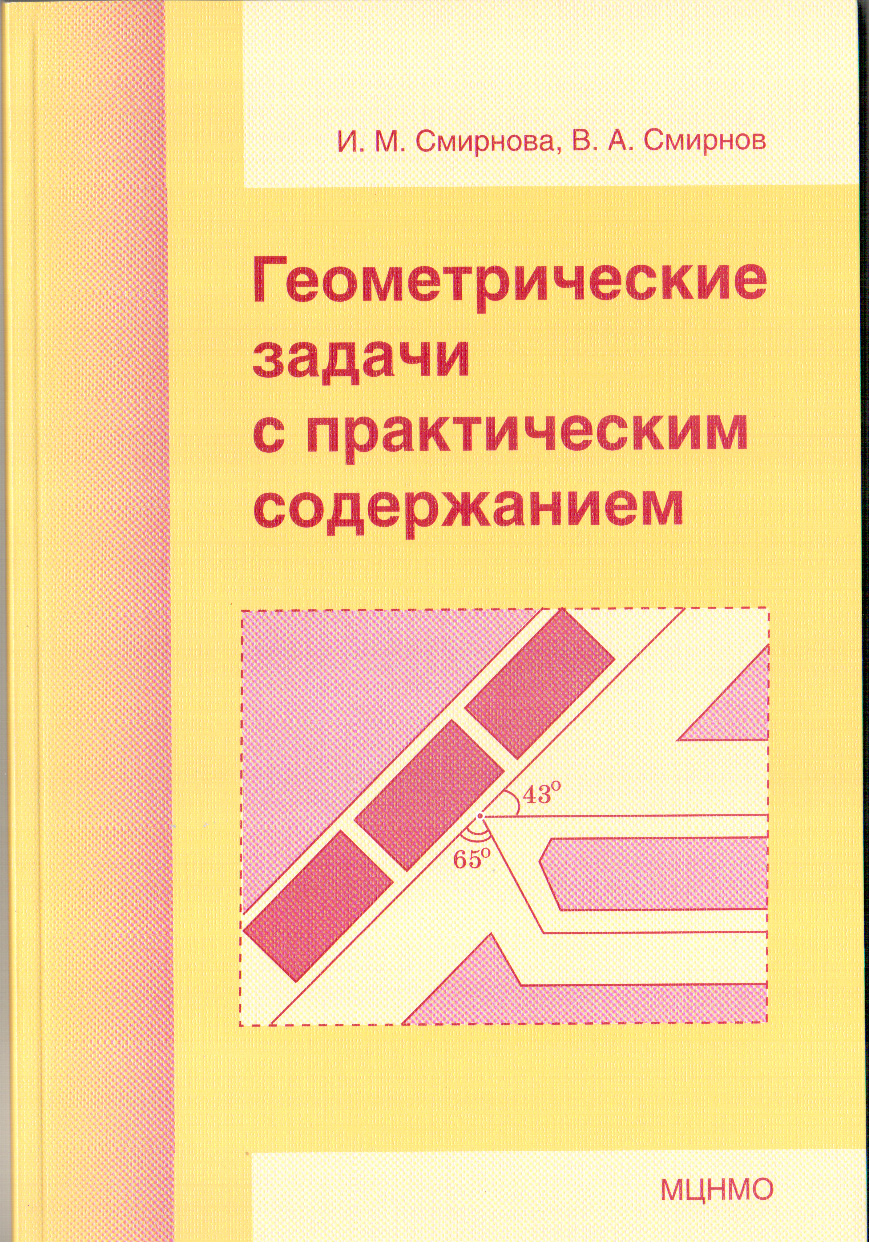 И. М. Смирнова, В. А. Смирнов
Геометрические
задачи
с практическим
содержанием
43°
65°
МЦНМО